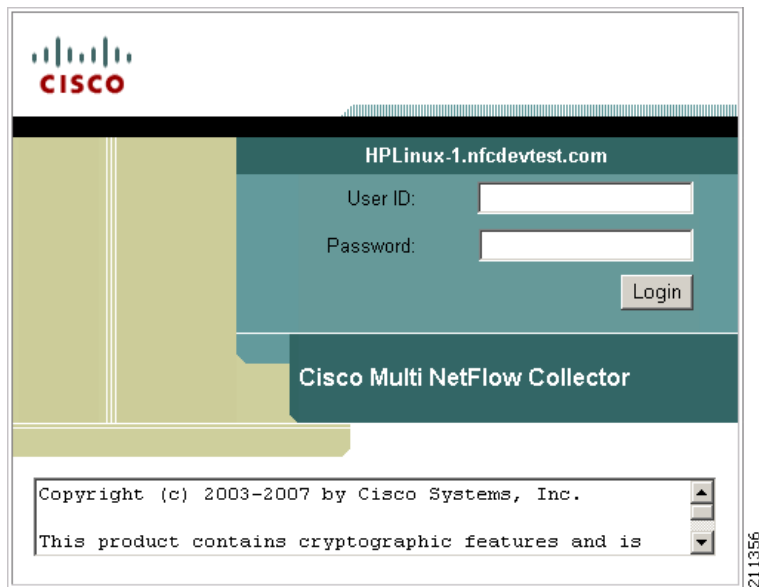 CISCO
HPLinux-1.nfcdevtest.com
User ID:
Password:
Login
Cisco Multi NetFlow Collector
Copyright (c) 2003-2007 by Cisco Systems, Inc.
This product contains cryptographic features and is
211356